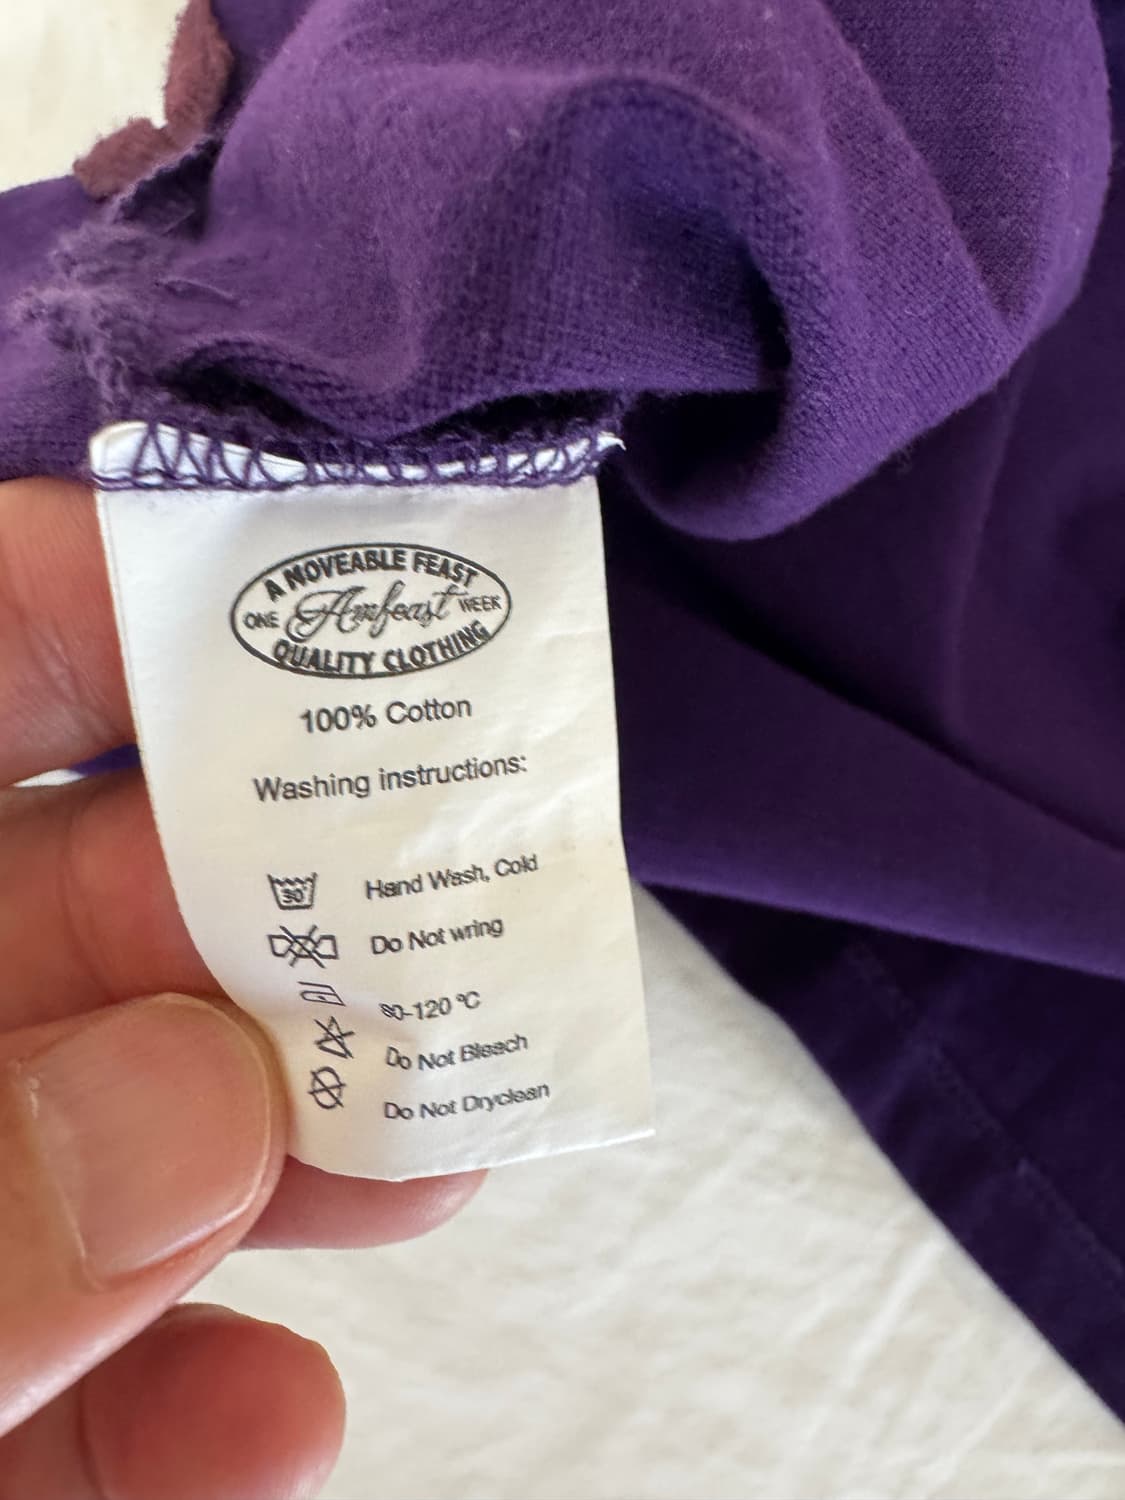 A MOVEABLE FEAST
ONE Amfeast WEEK
QUALITY CLOTHING
100% Cotton
Washing instructions:
30° Hand Wash, Cold
Do Not wring
80-120 °C
Do Not Bleach
Do Not Dryclean